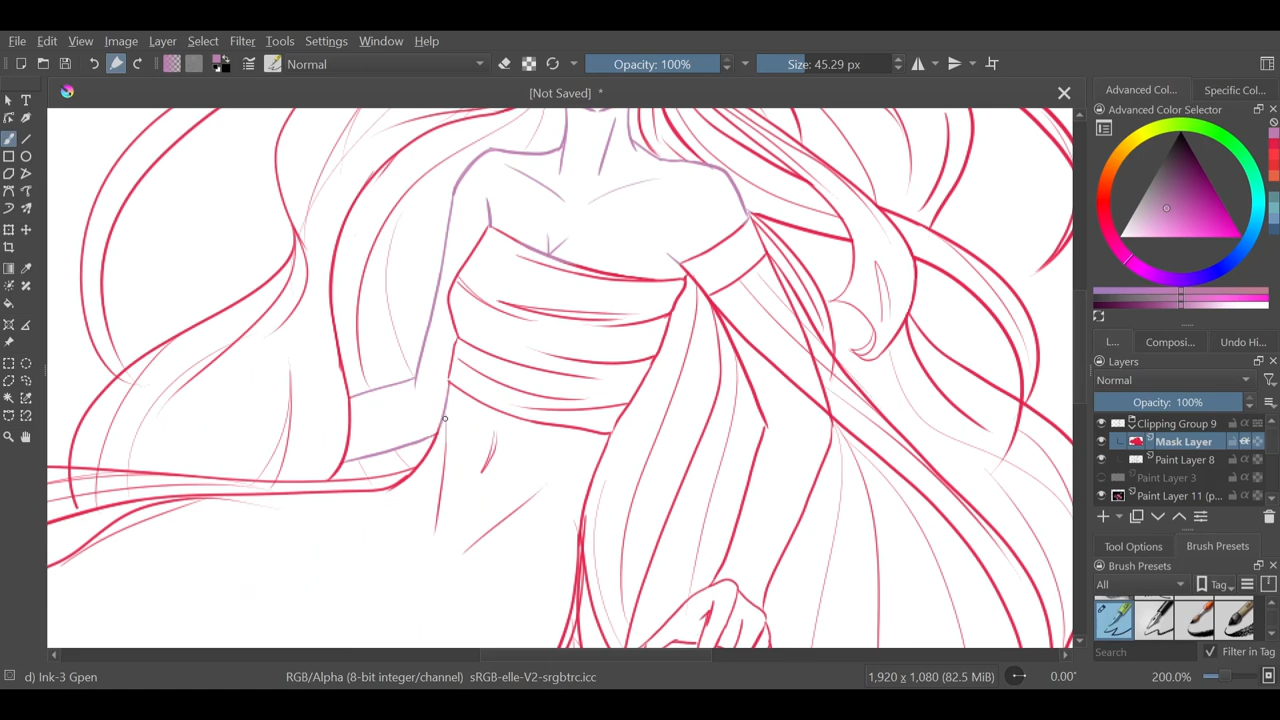 File Edit View Image Layer Select Filter Tools Settings Window Help
Normal Opacity: 100% Size: 45.29 px
[Not Saved] *
Advanced Col... Specific Col...
Advanced Color Selector
L... Composi... Undo Hi...
Layers
Normal
Opacity: 100%
Clipping Group 9
Mask Layer
Paint Layer 8
Paint Layer 3
Paint Layer 11 (p...
Tool Options Brush Presets
Brush Presets
All Tag
Search Filter in Tag
d) Ink-3 Gpen RGB/Alpha (8-bit integer/channel) sRGB-elle-V2-srgbtrc.icc 1,920 x 1,080 (82.5 MiB) 0.00° 200.0%